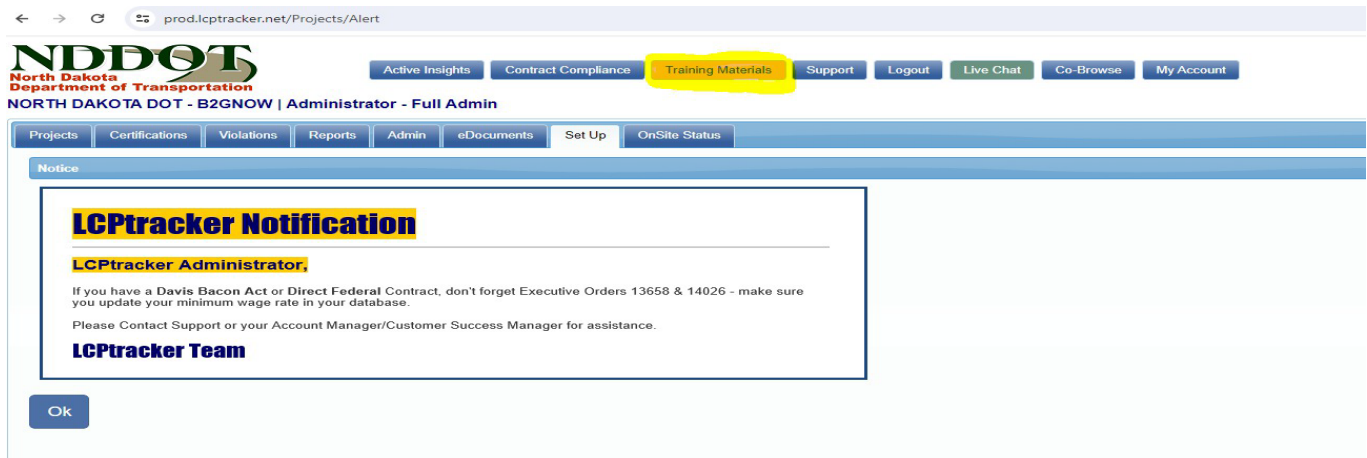 prod.lcptracker.net/Projects/Alert
NDDOT
North Dakota
Department of Transportation
Active Insights Contract Compliance Training Materials Support Logout Live Chat Co-Browse My Account
NORTH DAKOTA DOT - B2GNOW | Administrator - Full Admin
Projects Certifications Violations Reports Admin eDocuments Set Up OnSite Status
Notice
LCPtracker Notification
LCPtracker Administrator,
If you have a Davis Bacon Act or Direct Federal Contract, don't forget Executive Orders 13658 & 14026 - make sure
you update your minimum wage rate in your database.
Please Contact Support or your Account Manager/Customer Success Manager for assistance.
LCPtracker Team
Ok